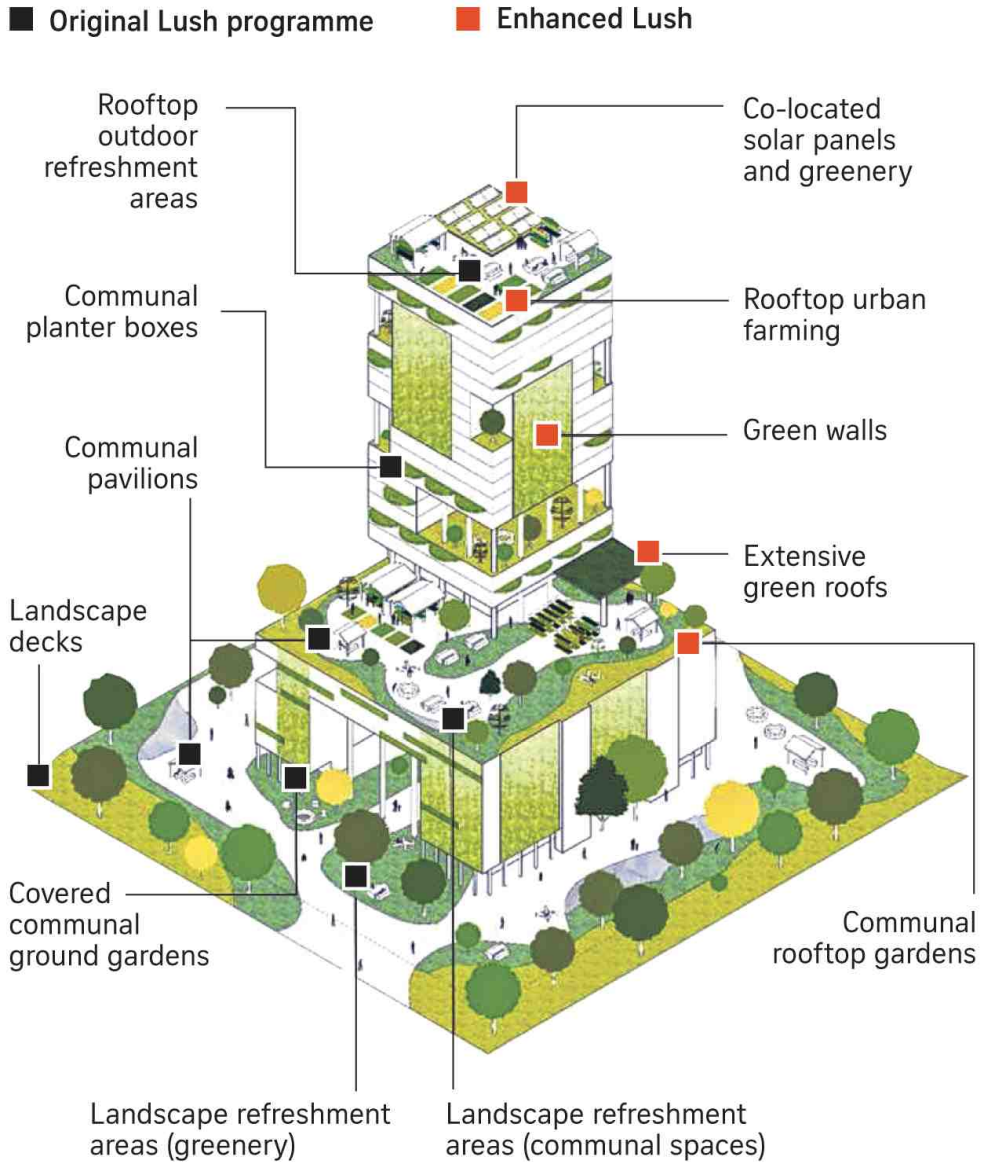 Original Lush programme
Enhanced Lush
Rooftop
outdoor
refreshment
areas
Co-located
solar panels
and greenery
Communal
planter boxes
Rooftop urban
farming
Communal
pavilions
Green walls
Extensive
green roofs
Landscape
decks
Covered
communal
ground gardens
Communal
rooftop gardens
Landscape refreshment
areas (greenery)
Landscape refreshment
areas (communal spaces)